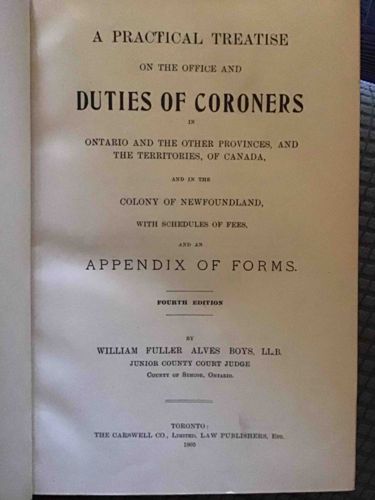 A PRACTICAL TREATISE
ON THE OFFICE AND
DUTIES OF CORONERS
IN
ONTARIO AND THE OTHER PROVINCES, AND
THE TERRITORIES, OF CANADA,
AND IN THE
COLONY OF NEWFOUNDLAND,
WITH SCHEDULES OF FEES,
AND AN
APPENDIX OF FORMS.
FOURTH EDITION
BY
WILLIAM FULLER ALVES BOYS, LL.B.
JUNIOR COUNTY COURT JUDGE
COUNTY OF SIMCOE, ONTARIO.
TORONTO:
THE CARSWELL CO., LIMITED, LAW PUBLISHERS, ETC.
1905